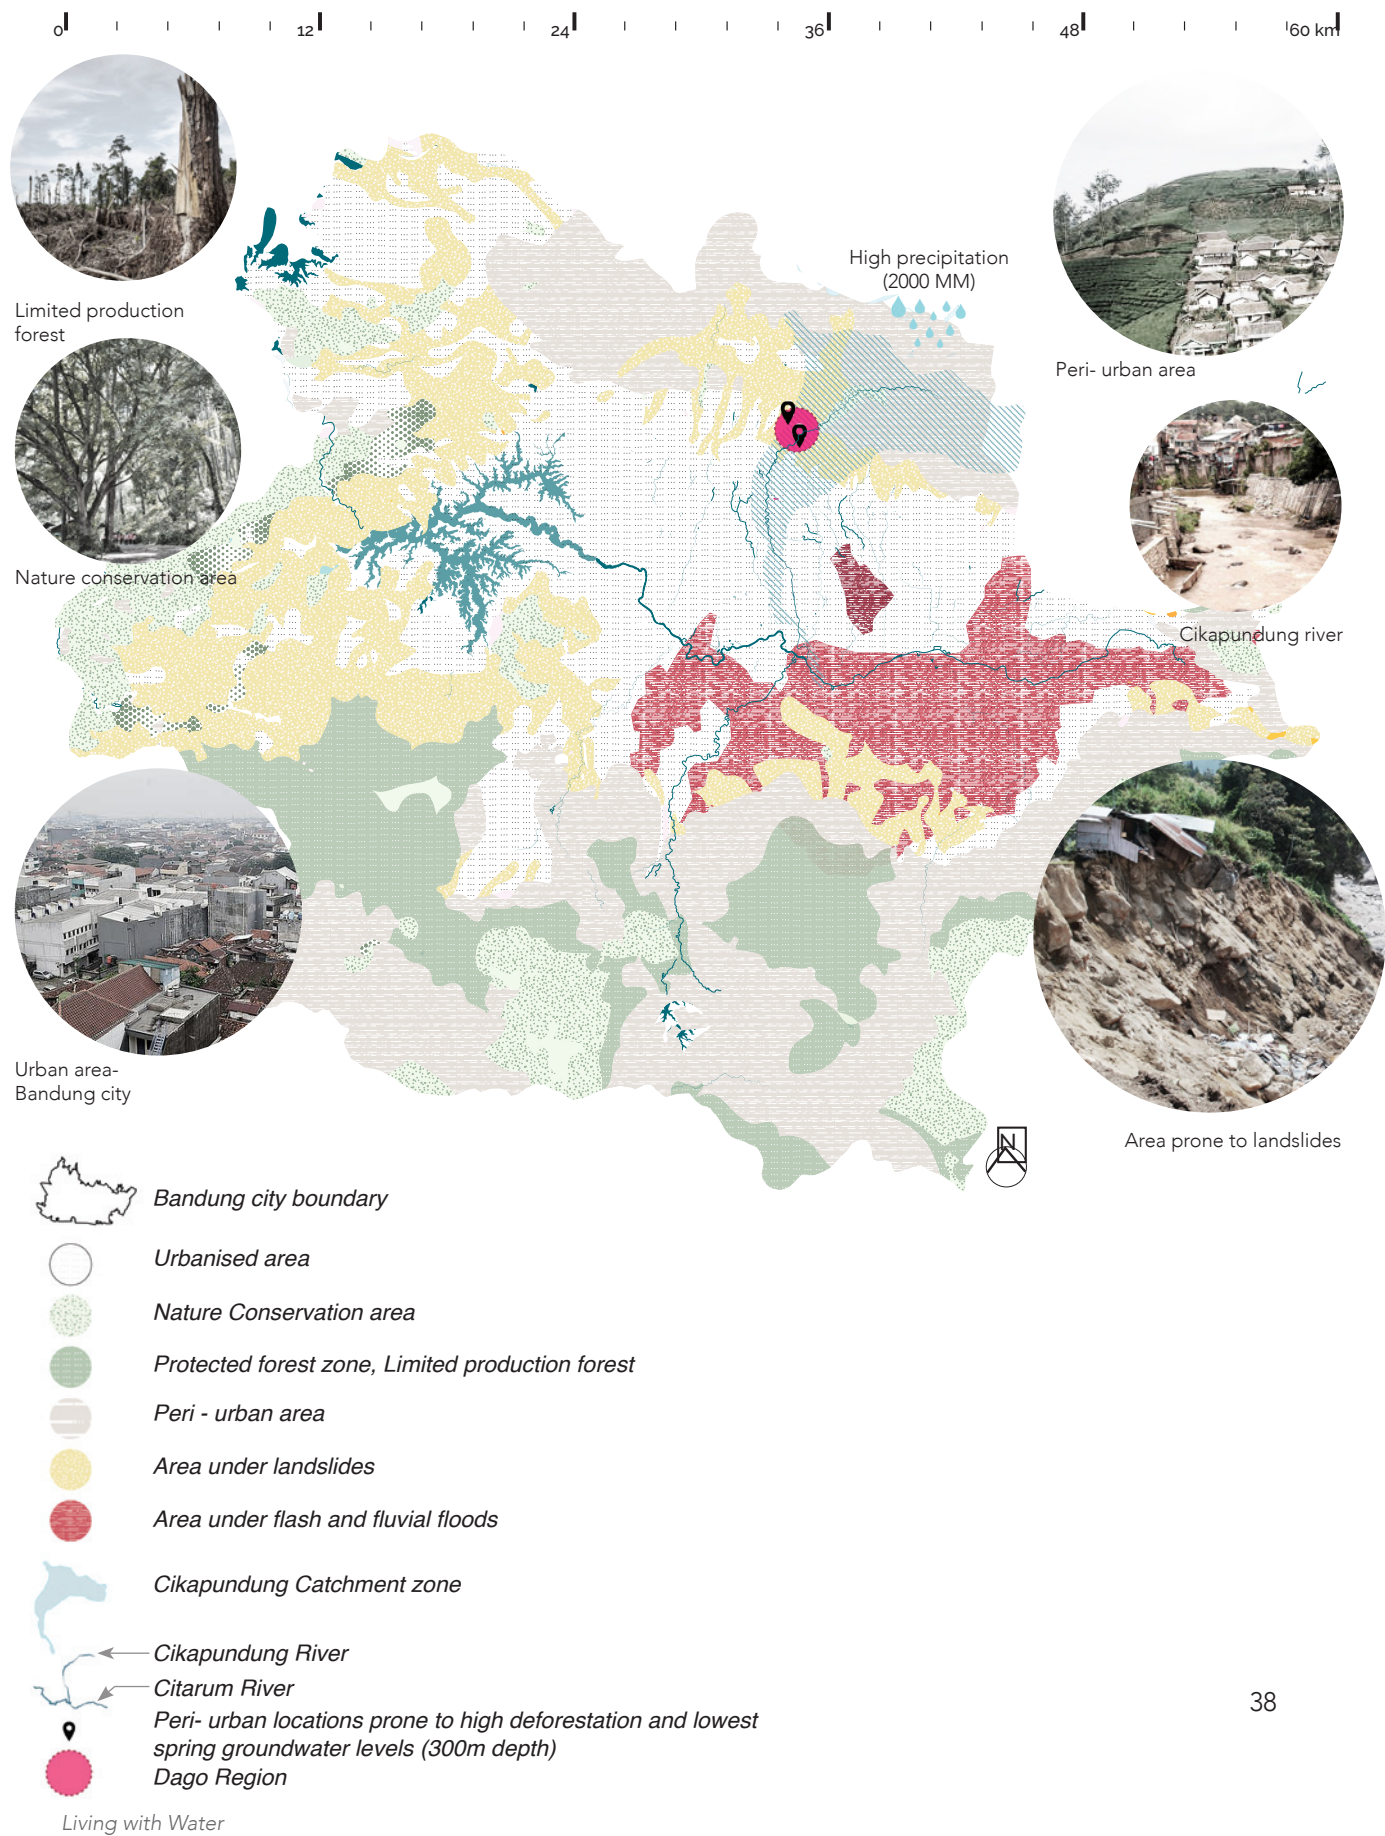 0 12 24 36 48 60 km
High precipitation
(2000 MM)
Limited production
forest
Peri- urban area
Nature conservation area
Cikapundung river
Urban area-
Bandung city
Area prone to landslides
N
Bandung city boundary
Urbanised area
Nature Conservation area
Protected forest zone, Limited production forest
Peri - urban area
Area under landslides
Area under flash and fluvial floods
Cikapundung Catchment zone
Cikapundung River
Citarum River
Peri- urban locations prone to high deforestation and lowest
spring groundwater levels (300m depth)
Dago Region
38
Living with Water